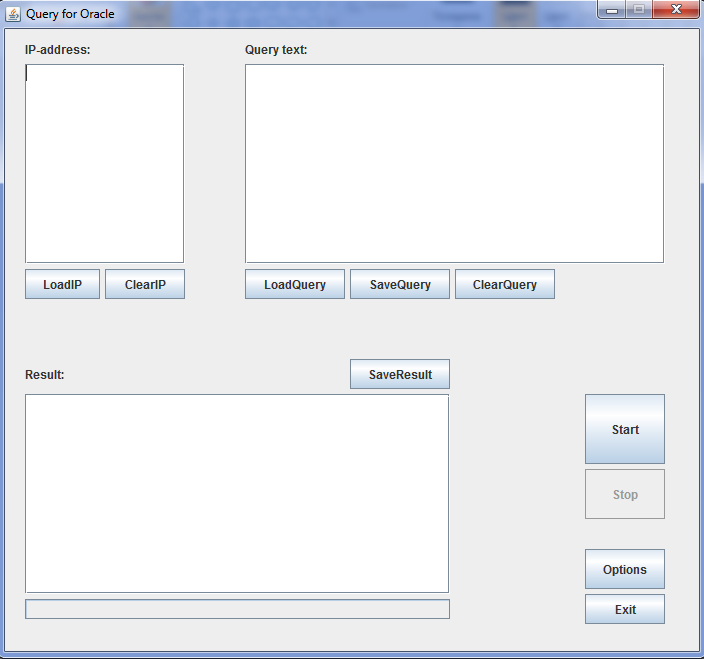 Query for Oracle
IP-address:
Query text:
LoadIP
ClearIP
LoadQuery
SaveQuery
ClearQuery
Result:
SaveResult
Start
Stop
Options
Exit